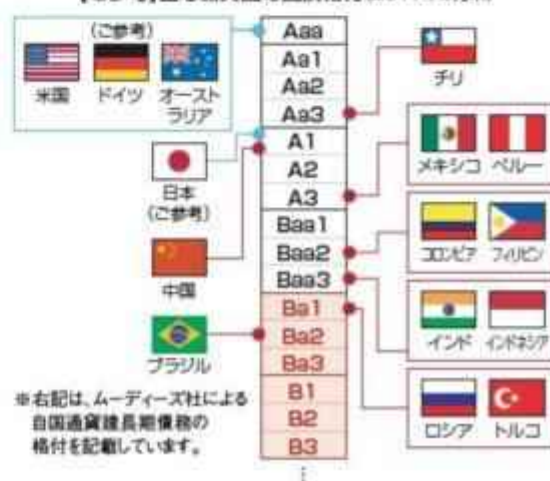 (ご参考)
米国 ドイツ オースト
ラリア
日本
(ご参考)
中国
ブラジル
※右記は、ムーディーズ社による
自国通貨建長期債務の
格付を記載しています。
Aaa
Aa1
Aa2
Aa3
A1
A2
A3
Baa1
Baa2
Baa3
Ba1
Ba2
Ba3
B1
B2
B3
⋮
チリ
メキシコ ペルー
コロンビア フィリピン
インド インドネシア
ロシア トルコ